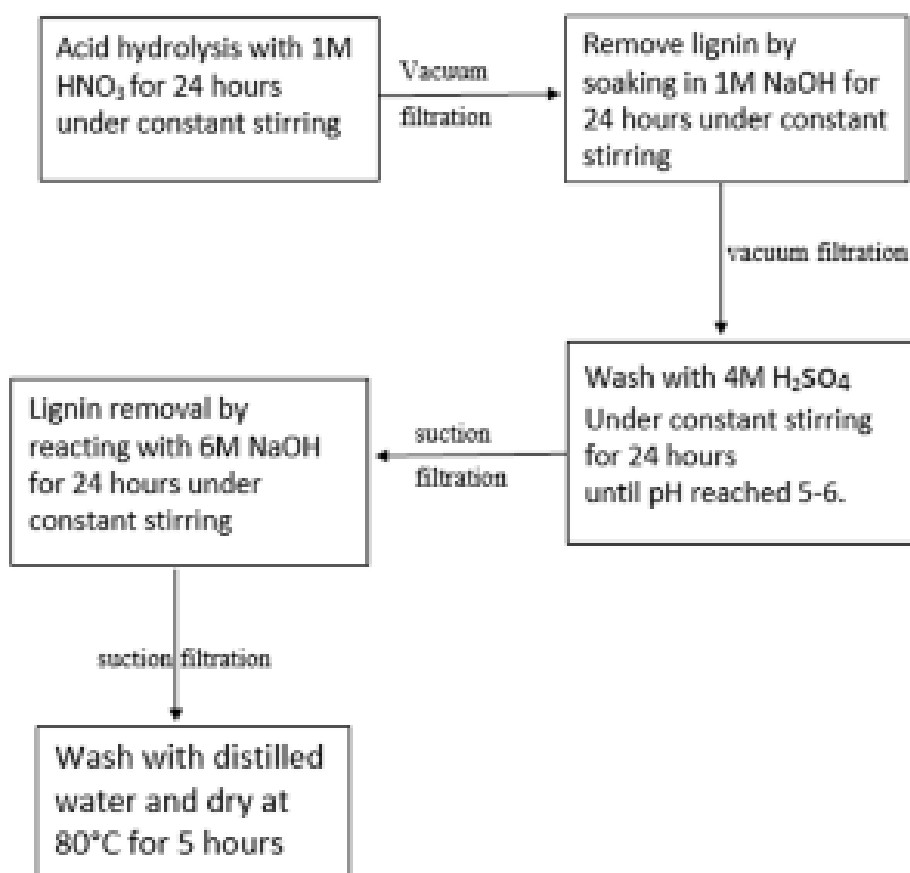 Acid hydrolysis with 1M
HNO₃ for 24 hours
under constant stirring
Vacuum
filtration
Remove lignin by
soaking in 1M NaOH for
24 hours under constant
stirring
vacuum filtration
Wash with 4M H₂SO₄
Under constant stirring
for 24 hours
until pH reached 5-6.
suction
filtration
Lignin removal by
reacting with 6M NaOH
for 24 hours under
constant stirring
suction filtration
Wash with distilled
water and dry at
80°C for 5 hours